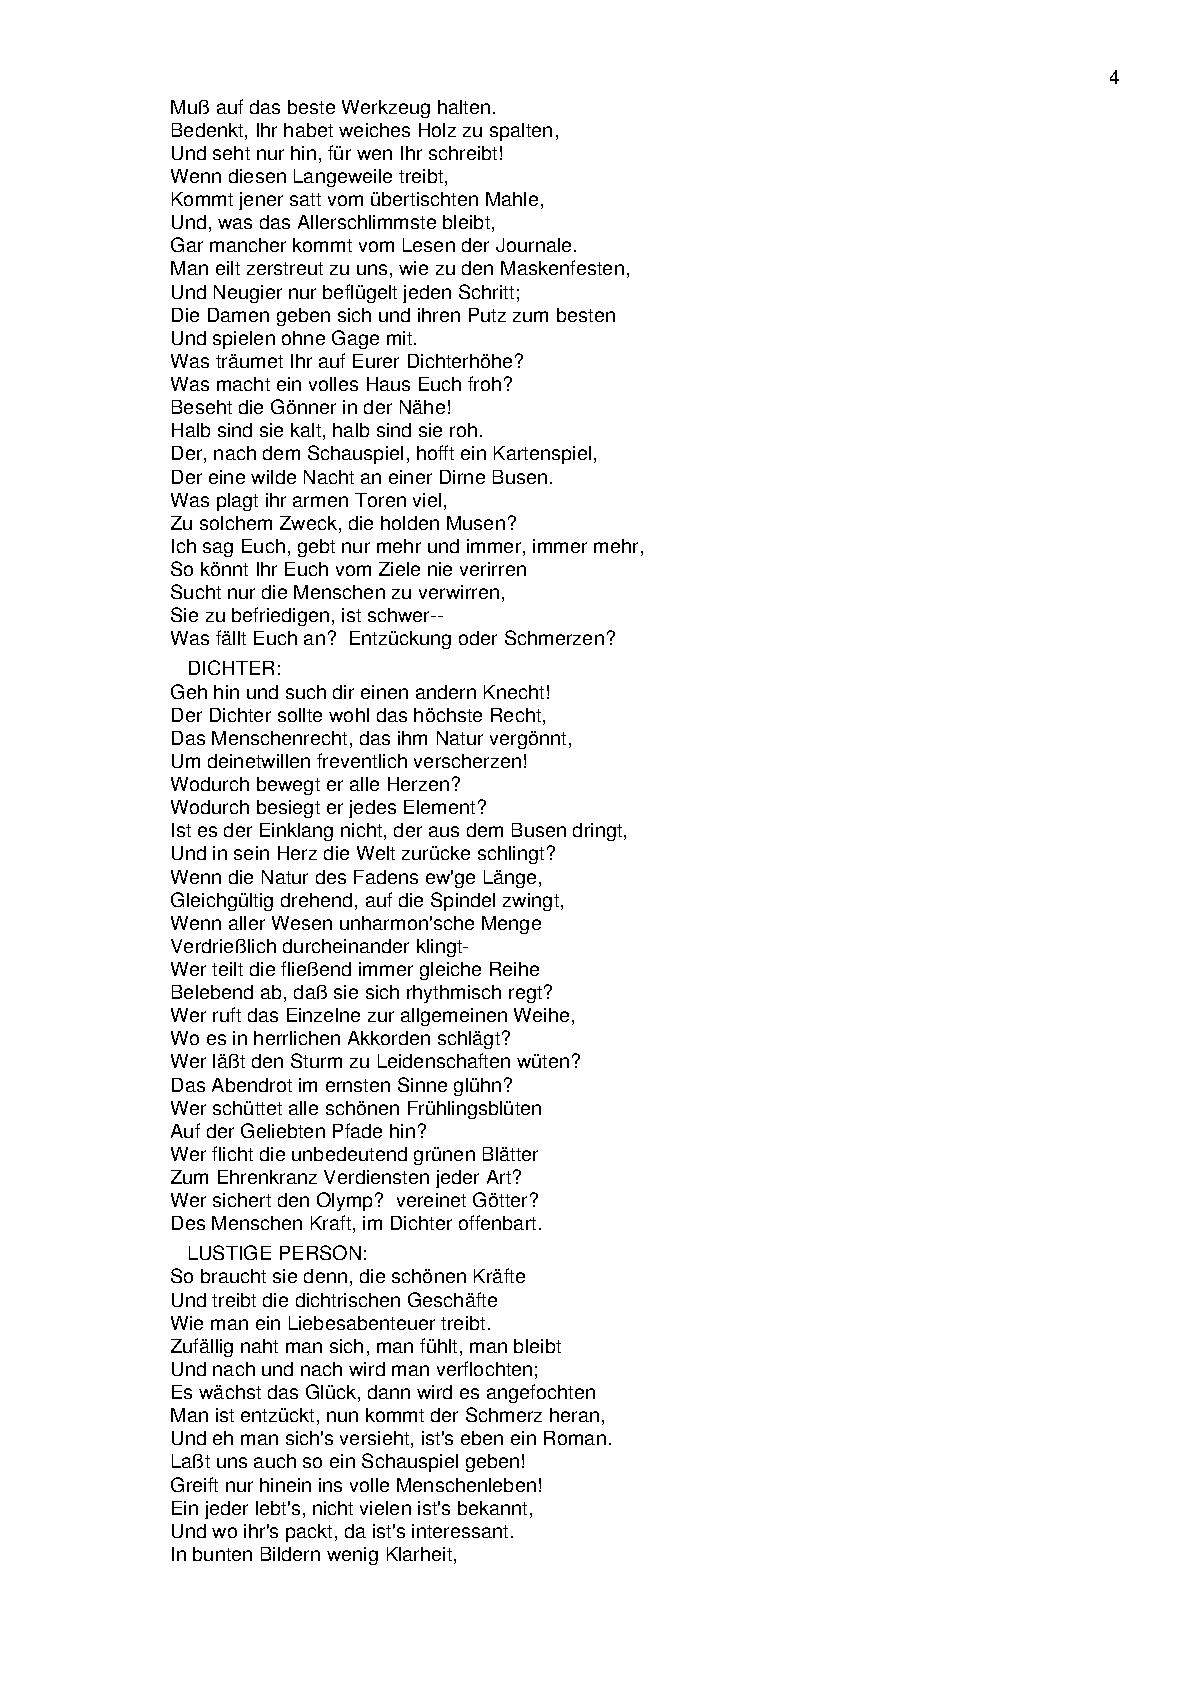 4
Muß auf das beste Werkzeug halten.
Bedenkt, Ihr habet weiches Holz zu spalten,
Und seht nur hin, für wen Ihr schreibt!
Wenn diesen Langeweile treibt,
Kommt jener satt vom übertischten Mahle,
Und, was das Allerschlimmste bleibt,
Gar mancher kommt vom Lesen der Journale.
Man eilt zerstreut zu uns, wie zu den Maskenfesten,
Und Neugier nur beflügelt jeden Schritt;
Die Damen geben sich und ihren Putz zum besten
Und spielen ohne Gage mit.
Was träumet Ihr auf Eurer Dichterhöhe?
Was macht ein volles Haus Euch froh?
Beseht die Gönner in der Nähe!
Halb sind sie kalt, halb sind sie roh.
Der, nach dem Schauspiel, hofft ein Kartenspiel,
Der eine wilde Nacht an einer Dirne Busen.
Was plagt ihr armen Toren viel,
Zu solchem Zweck, die holden Musen?
Ich sag Euch, gebt nur mehr und immer, immer mehr,
So könnt Ihr Euch vom Ziele nie verirren
Sucht nur die Menschen zu verwirren,
Sie zu befriedigen, ist schwer--
Was fällt Euch an?  Entzückung oder Schmerzen?
DICHTER:
Geh hin und such dir einen andern Knecht!
Der Dichter sollte wohl das höchste Recht,
Das Menschenrecht, das ihm Natur vergönnt,
Um deinetwillen freventlich verscherzen!
Wodurch bewegt er alle Herzen?
Wodurch besiegt er jedes Element?
Ist es der Einklang nicht, der aus dem Busen dringt,
Und in sein Herz die Welt zurücke schlingt?
Wenn die Natur des Fadens ew'ge Länge,
Gleichgültig drehend, auf die Spindel zwingt,
Wenn aller Wesen unharmon'sche Menge
Verdrießlich durcheinander klingt-
Wer teilt die fließend immer gleiche Reihe
Belebend ab, daß sie sich rhythmisch regt?
Wer ruft das Einzelne zur allgemeinen Weihe,
Wo es in herrlichen Akkorden schlägt?
Wer läßt den Sturm zu Leidenschaften wüten?
Das Abendrot im ernsten Sinne glühn?
Wer schüttet alle schönen Frühlingsblüten
Auf der Geliebten Pfade hin?
Wer flicht die unbedeutend grünen Blätter
Zum Ehrenkranz Verdiensten jeder Art?
Wer sichert den Olymp?  vereinet Götter?
Des Menschen Kraft, im Dichter offenbart.
LUSTIGE PERSON:
So braucht sie denn, die schönen Kräfte
Und treibt die dichtrischen Geschäfte
Wie man ein Liebesabenteuer treibt.
Zufällig naht man sich, man fühlt, man bleibt
Und nach und nach wird man verflochten;
Es wächst das Glück, dann wird es angefochten
Man ist entzückt, nun kommt der Schmerz heran,
Und eh man sich's versieht, ist's eben ein Roman.
Laßt uns auch so ein Schauspiel geben!
Greift nur hinein ins volle Menschenleben!
Ein jeder lebt's, nicht vielen ist's bekannt,
Und wo ihr's packt, da ist's interessant.
In bunten Bildern wenig Klarheit,